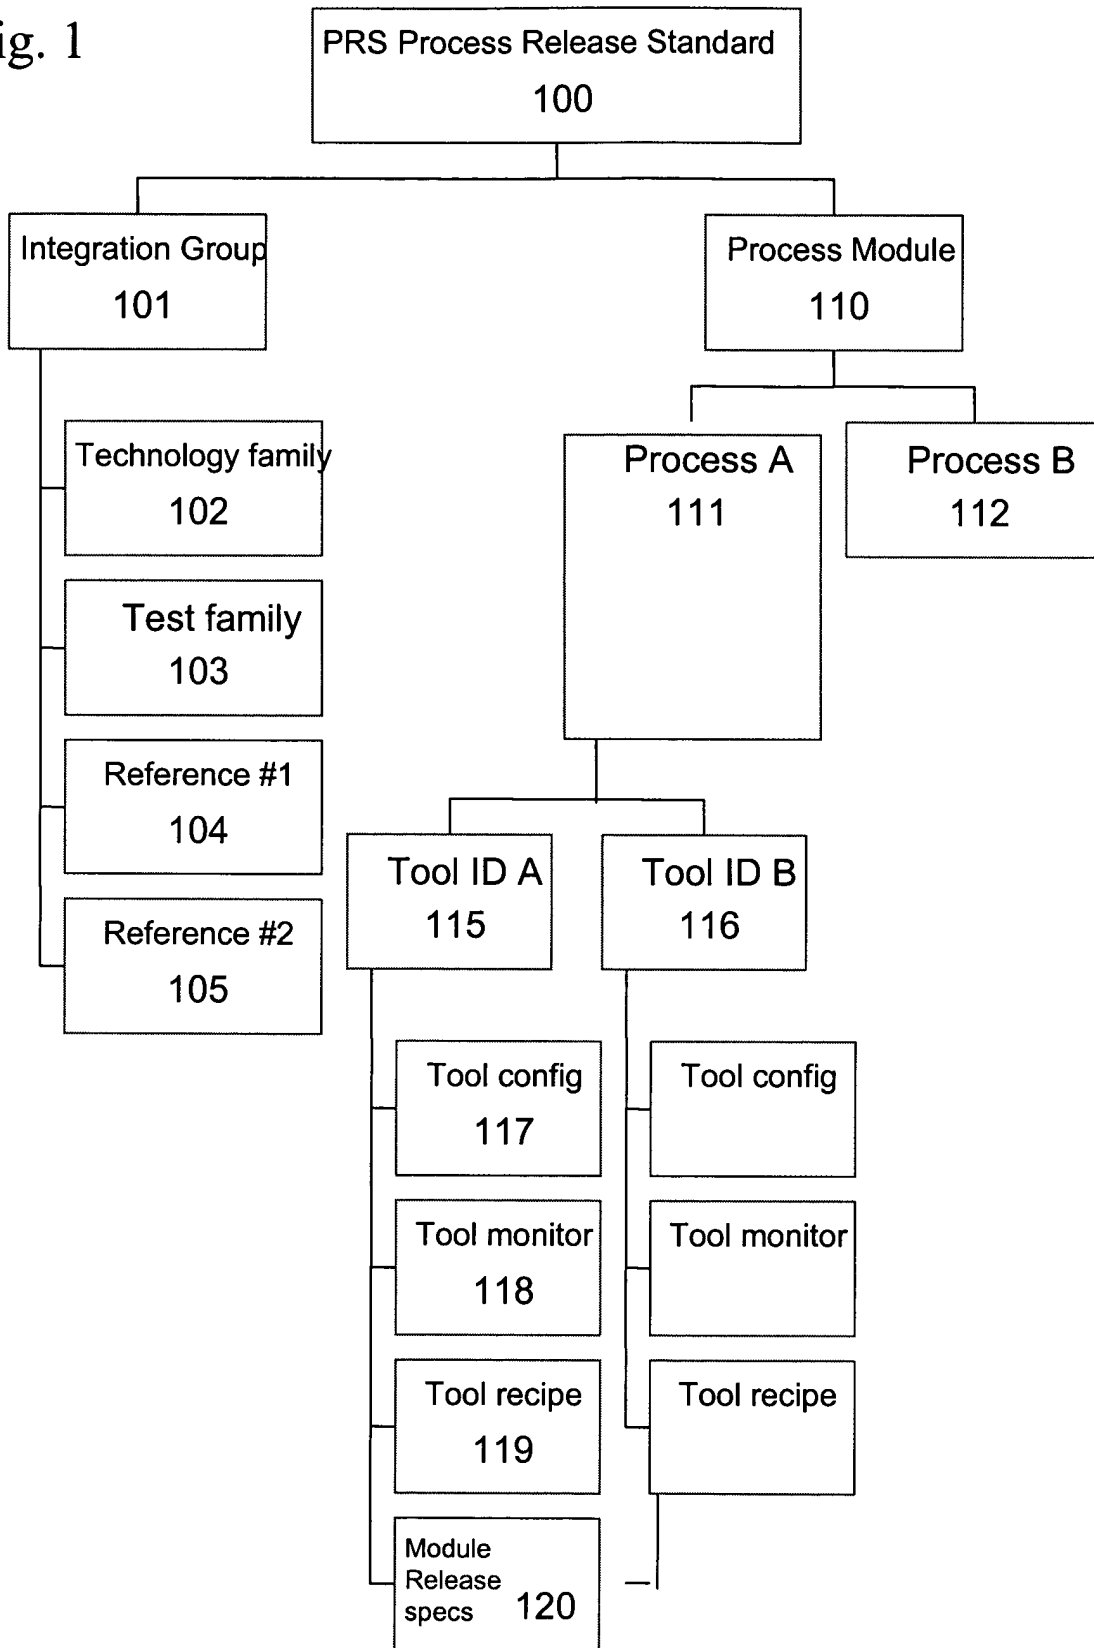 ig. 1
PRS Process Release Standard
100
Integration Group
101
Process Module
110
Technology family
102
Test family
103
Reference #1
104
Reference #2
105
Process A
111
Process B
112
Tool ID A
115
Tool ID B
116
Tool config
117
Tool monitor
118
Tool recipe
119
Module
Release
specs 120
Tool config
Tool monitor
Tool recipe